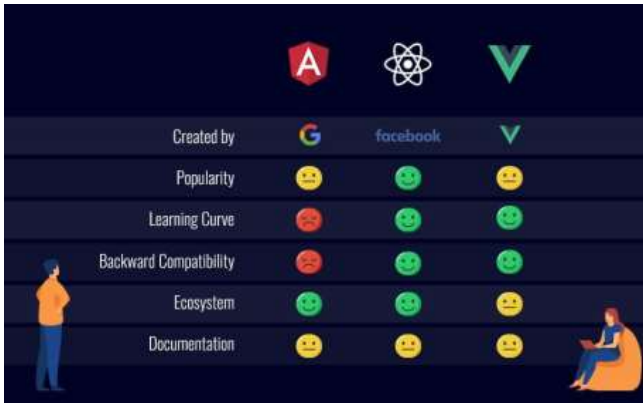 A
Created by
G
facebook
Popularity
Learning Curve
Backward Compatibility
Ecosystem
Documentation